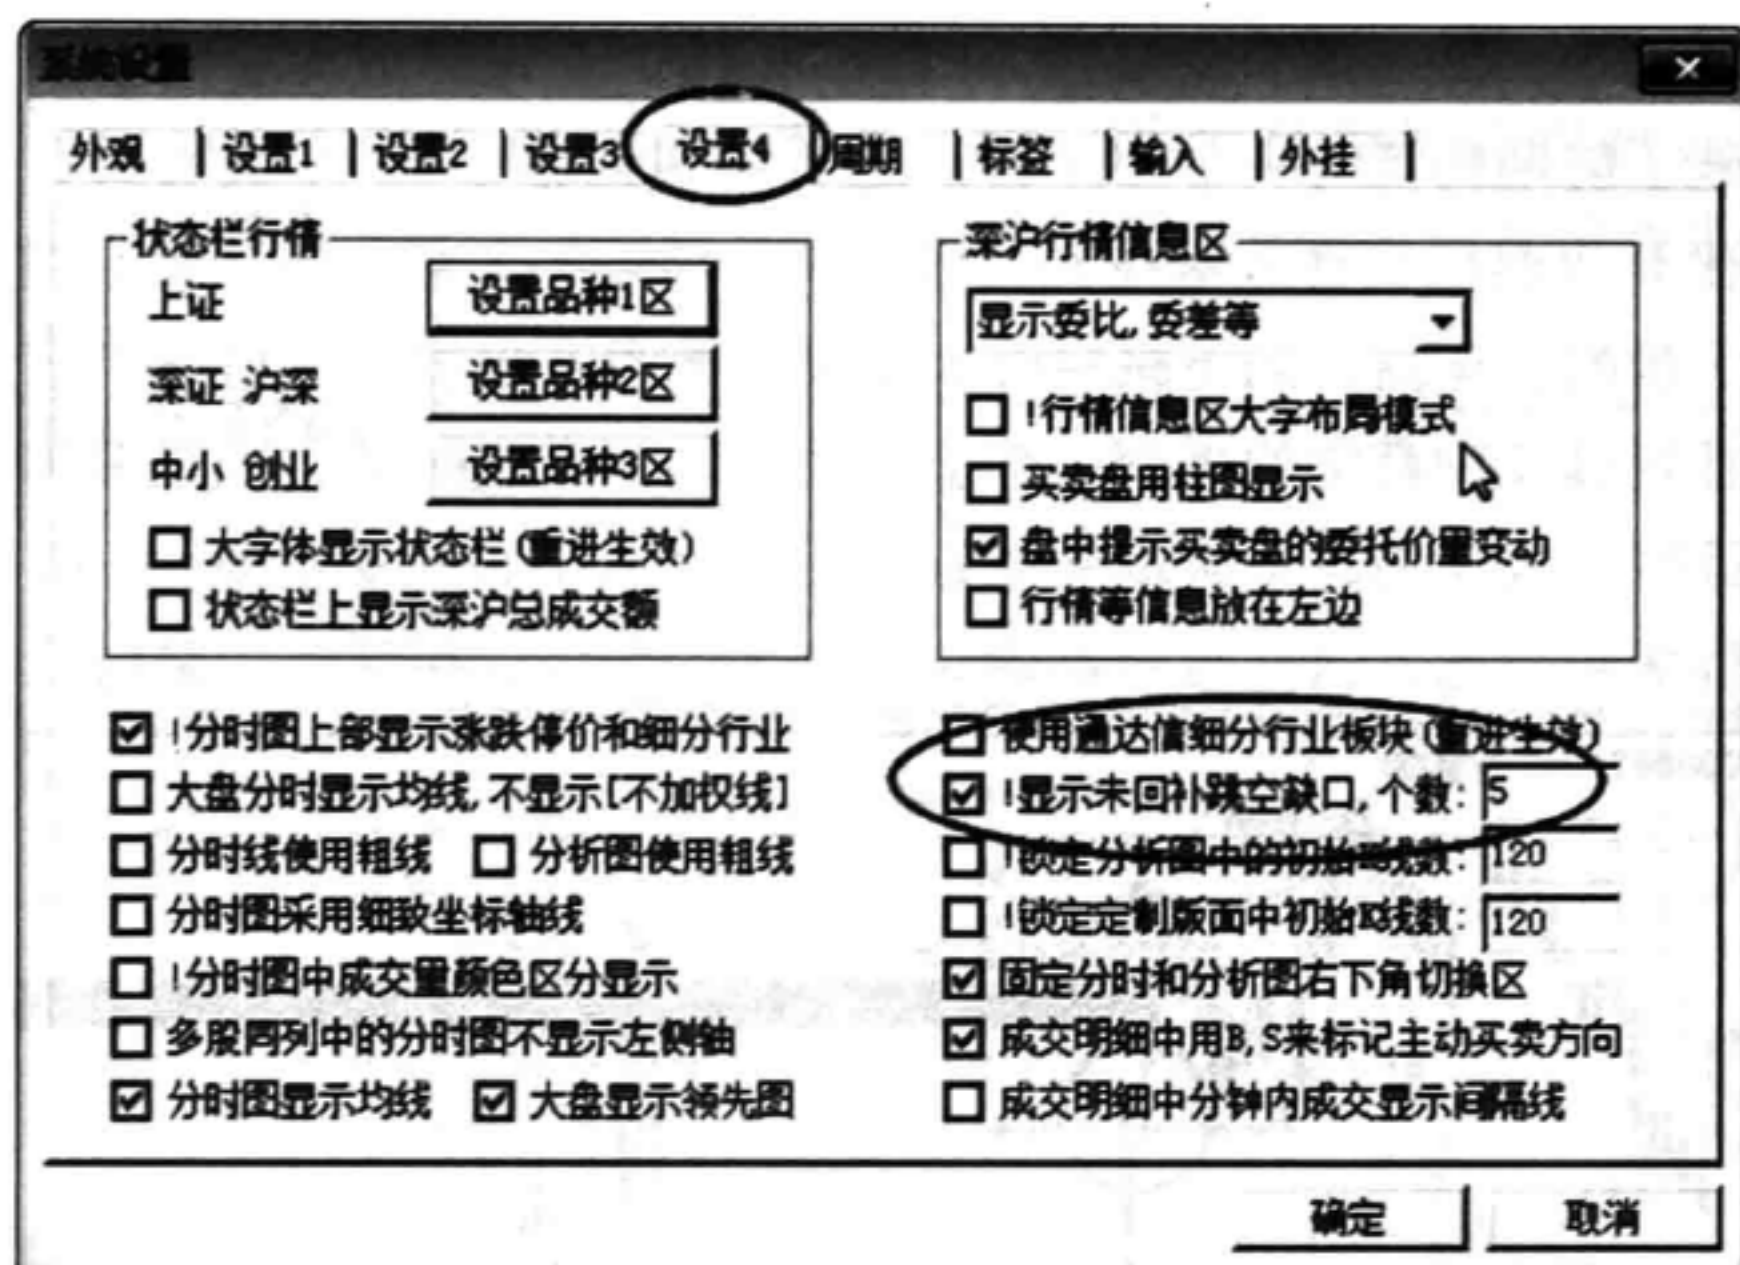 系统设置
外观 设置1 设置2 设置3 设置4 周期 标签 输入 外挂
状态栏行情
上证 设置品种1区
深证 沪深 设置品种2区
中小 创业 设置品种3区
大字体显示状态栏(重进生效)
状态栏上显示深沪总成交额
深沪行情信息区
显示委比,委差等
!行情信息区大字布局模式
买卖盘用柱图显示
盘中提示买卖盘的委托价量变动
行情等信息放在左边
!分时图上部显示涨跌停价和细分行业
大盘分时显示均线,不显示[不加权线]
分时线使用粗线 分析图使用粗线
分时图采用细致坐标轴线
!分时图中成交量颜色区分显示
多股同列中的分时图不显示左侧轴
分时图显示均线 大盘显示领先图
使用通达信细分行业板块(重进生效)
!显示未回补跳空缺口,个数: 5
!锁定分析图中的初始K线数: 120
!锁定定制版面中初始K线数: 120
固定分时和分析图右下角切换区
成交明细中用B,S来标记主动买卖方向
成交明细中分钟内成交显示间隔线
确定 取消